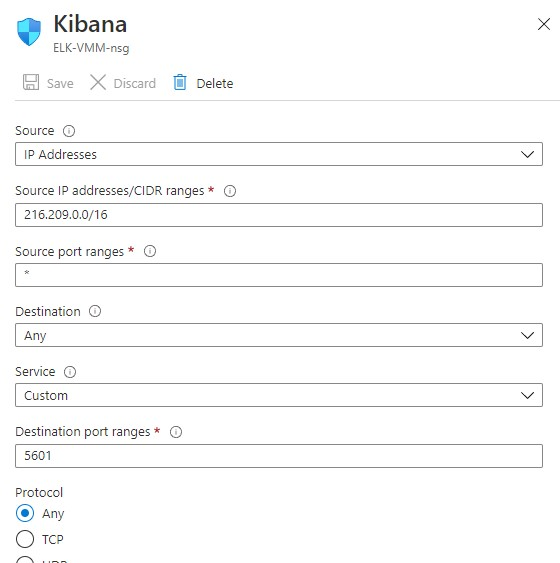 Kibana
ELK-VMM-nsg
Save Discard Delete
Source
IP Addresses
Source IP addresses/CIDR ranges *
216.209.0.0/16
Source port ranges *
*
Destination
Any
Service
Custom
Destination port ranges *
5601
Protocol
Any
TCP